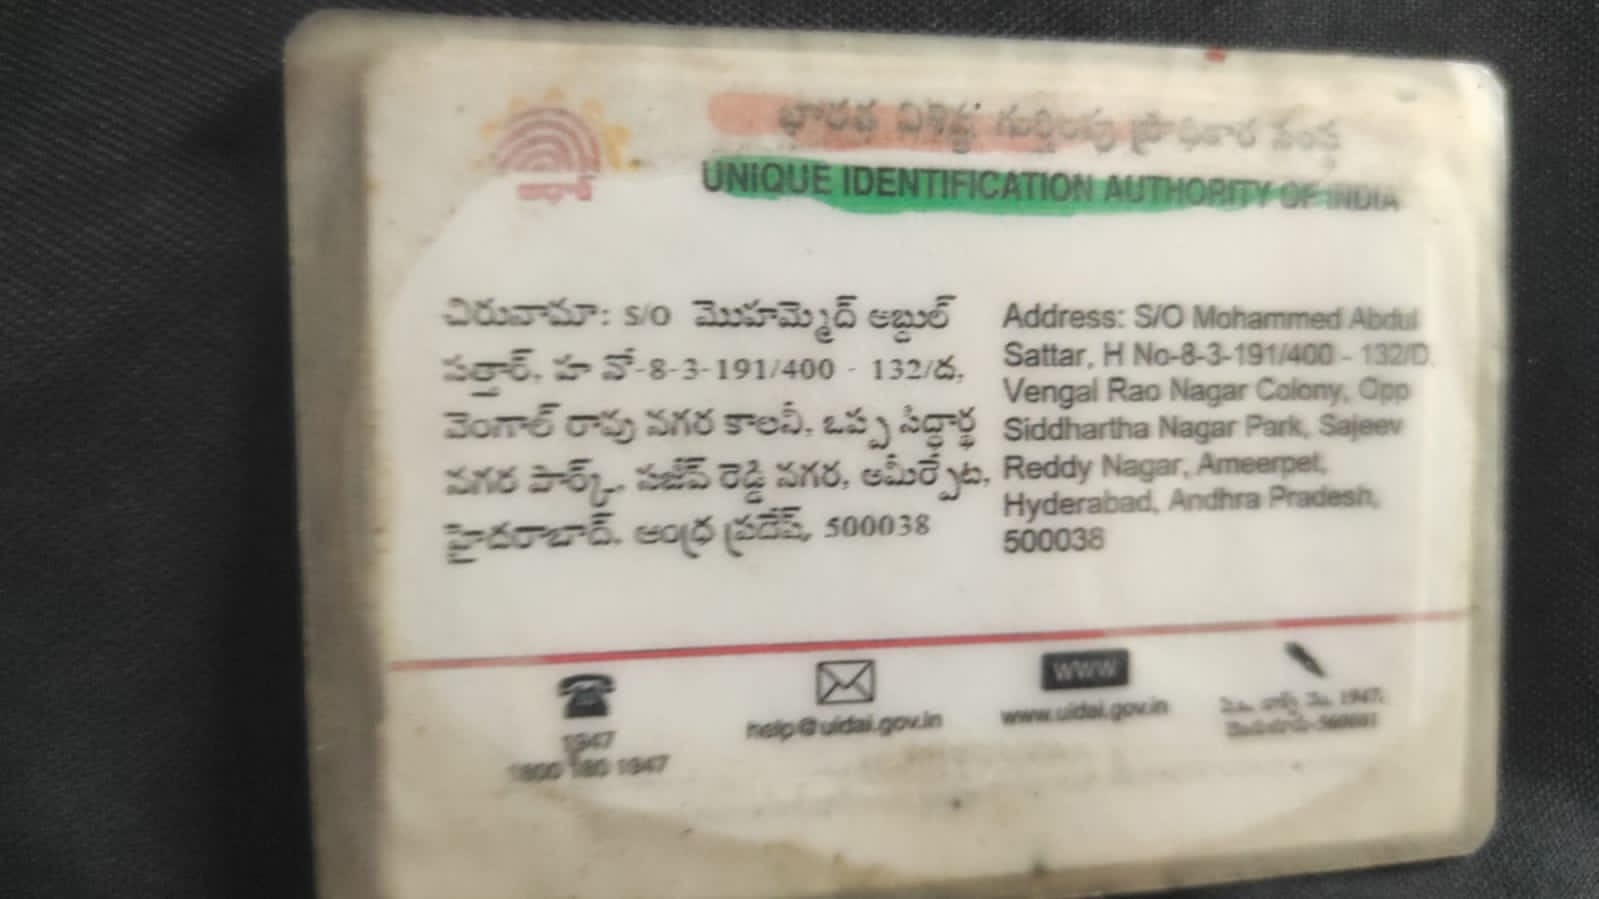 భారత విశిష్ట గుర్తింపు ప్రాధికార సంస్థ
UNIQUE IDENTIFICATION AUTHORITY OF INDIA
చిరునామా: S/O మొహమ్మెద్ అబ్దుల్
సత్తార్, హ నో-8-3-191/400 - 132/డ,
వెంగాల్ రావు నగర కాలనీ, ఒప్ప సిద్ధార్థ
నగర పార్క్, సజీవ్ రెడ్డి నగర, అమీర్పేట,
హైదరాబాద్, ఆంధ్ర ప్రదేష్, 500038
Address: S/O Mohammed Abdul
Sattar, H No-8-3-191/400 - 132/D,
Vengal Rao Nagar Colony, Opp
Siddhartha Nagar Park, Sajeev
Reddy Nagar, Ameerpet,
Hyderabad, Andhra Pradesh,
500038
1947
1800 180 1947
help@uidai.gov.in
WWW
www.uidai.gov.in
1947,